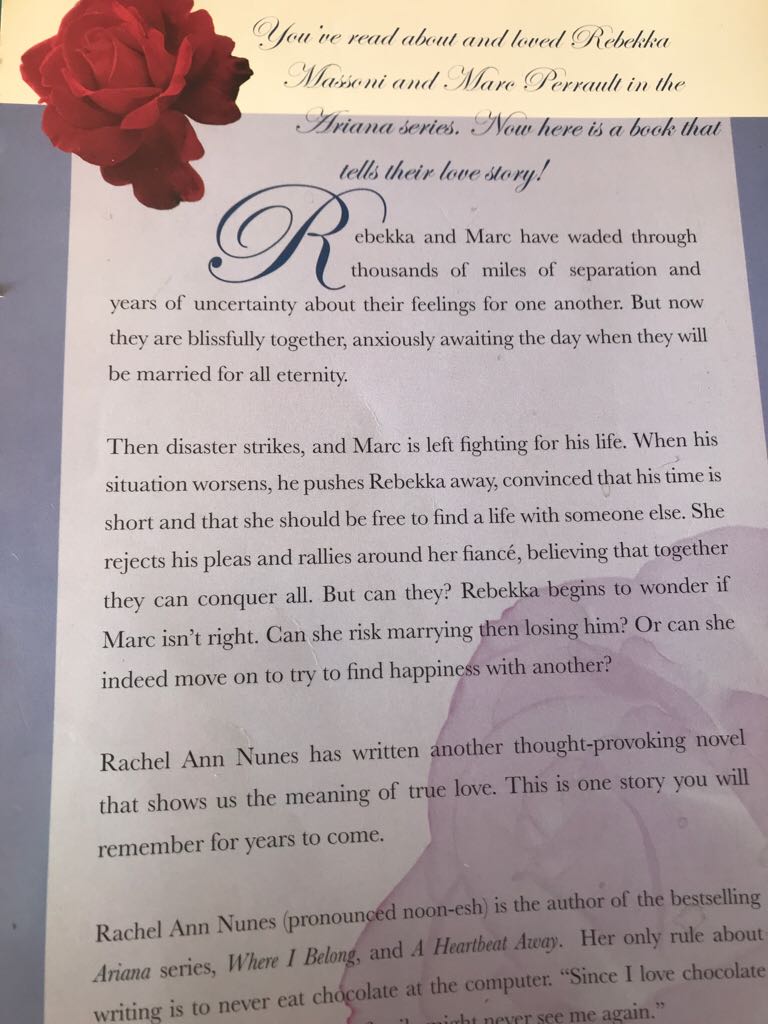 You've read about and loved Rebekka
Massoni and Marc Perrault in the
Ariana series. Now here is a book that
tells their love story!
Rebekka and Marc have waded through
thousands of miles of separation and
years of uncertainty about their feelings for one another. But now
they are blissfully together, anxiously awaiting the day when they will
be married for all eternity.
Then disaster strikes, and Marc is left fighting for his life. When his
situation worsens, he pushes Rebekka away, convinced that his time is
short and that she should be free to find a life with someone else. She
rejects his pleas and rallies around her fiancé, believing that together
they can conquer all. But can they? Rebekka begins to wonder if
Marc isn't right. Can she risk marrying then losing him? Or can she
indeed move on to try to find happiness with another?
Rachel Ann Nunes has written another thought-provoking novel
that shows us the meaning of true love. This is one story you will
remember for years to come.
Rachel Ann Nunes (pronounced noon-esh) is the author of the bestselling
Ariana series, Where I Belong, and A Heartbeat Away. Her only rule about
writing is to never eat chocolate at the computer. "Since I love chocolate
might never see me again."